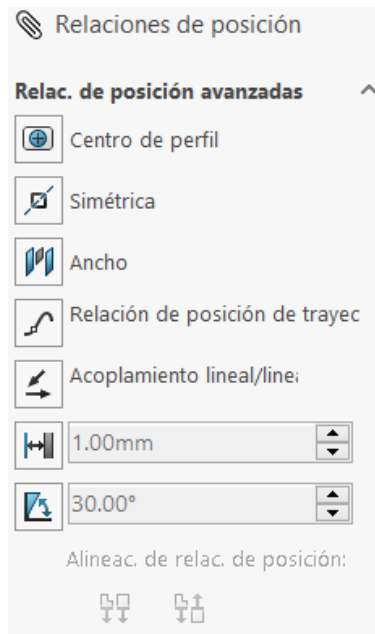 Relaciones de posición
Relac. de posición avanzadas
Centro de perfil
Simétrica
Ancho
Relación de posición de trayec
Acoplamiento lineal/linea
1.00mm
30.00°
Alineac. de relac. de posición: